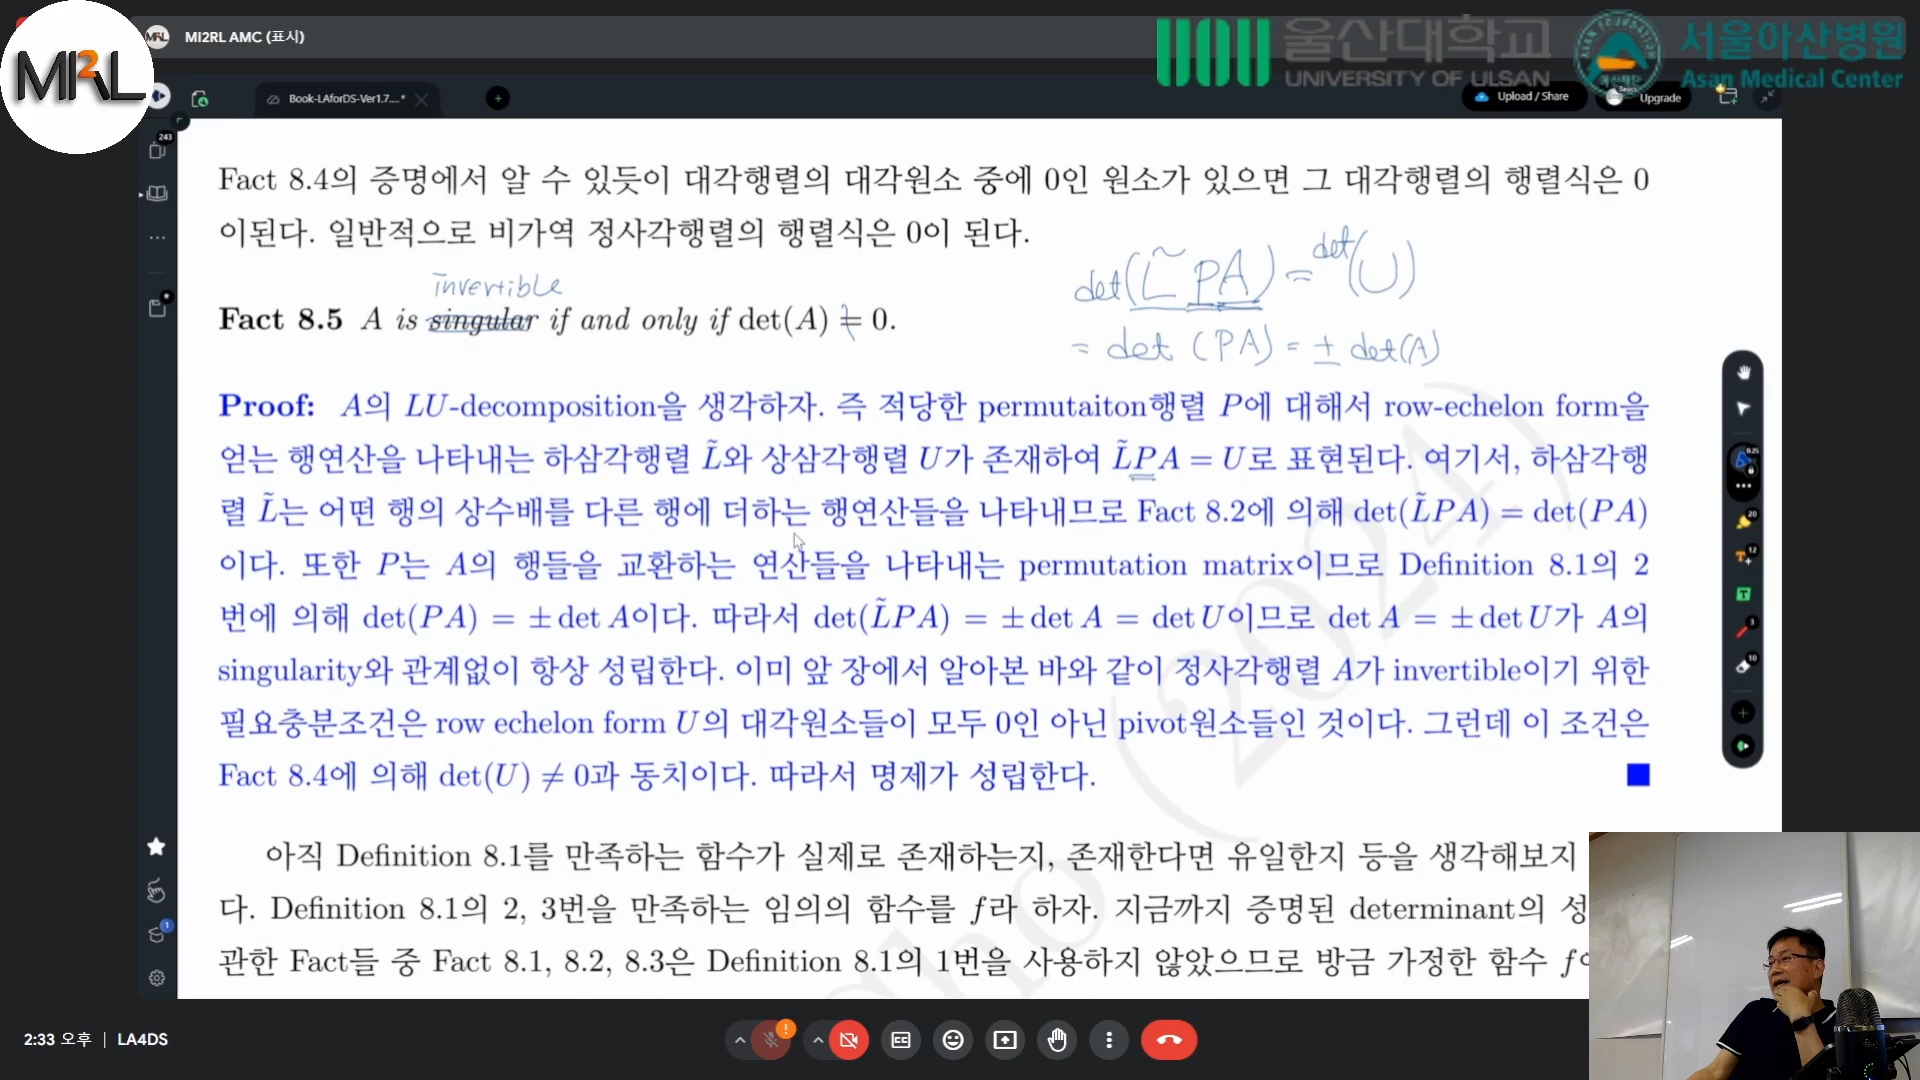 MI2RL
MI2RL AMC (표시)
울산대학교
UNIVERSITY OF ULSAN
서울아산병원
Asan Medical Center
Book-LAforDS-Ver1.7....*
Upload / Share
Upgrade
243
Fact 8.4의 증명에서 알 수 있듯이 대각행렬의 대각원소 중에 0인 원소가 있으면 그 대각행렬의 행렬식은 0
이된다. 일반적으로 비가역 정사각행렬의 행렬식은 0이 된다.
invertible
det(L̃ PA) = det(U)
Fact 8.5 A is singular if and only if det(A) ≠ 0.
= det (PA) = ± det(A)
Proof: A의 LU-decomposition을 생각하자. 즉 적당한 permutaiton행렬 P에 대해서 row-echelon form을
얻는 행연산을 나타내는 하삼각행렬 L̃와 상삼각행렬 U가 존재하여 L̃PA = U로 표현된다. 여기서, 하삼각행
렬 L̃는 어떤 행의 상수배를 다른 행에 더하는 행연산들을 나타내므로 Fact 8.2에 의해 det(L̃PA) = det(PA)
이다. 또한 P는 A의 행들을 교환하는 연산들을 나타내는 permutation matrix이므로 Definition 8.1의 2
번에 의해 det(PA) = ± det A이다. 따라서 det(L̃PA) = ± det A = det U이므로 det A = ± det U가 A의
singularity와 관계없이 항상 성립한다. 이미 앞 장에서 알아본 바와 같이 정사각행렬 A가 invertible이기 위한
필요충분조건은 row echelon form U의 대각원소들이 모두 0인 아닌 pivot원소들인 것이다. 그런데 이 조건은
Fact 8.4에 의해 det(U) ≠ 0과 동치이다. 따라서 명제가 성립한다.
아직 Definition 8.1를 만족하는 함수가 실제로 존재하는지, 존재한다면 유일한지 등을 생각해보지
다. Definition 8.1의 2, 3번을 만족하는 임의의 함수를 f라 하자. 지금까지 증명된 determinant의 성
관한 Fact들 중 Fact 8.1, 8.2, 8.3은 Definition 8.1의 1번을 사용하지 않았으므로 방금 가정한 함수 f
(2024)
0.25
20
12
T
3
10
1
2:33 오후 | LA4DS